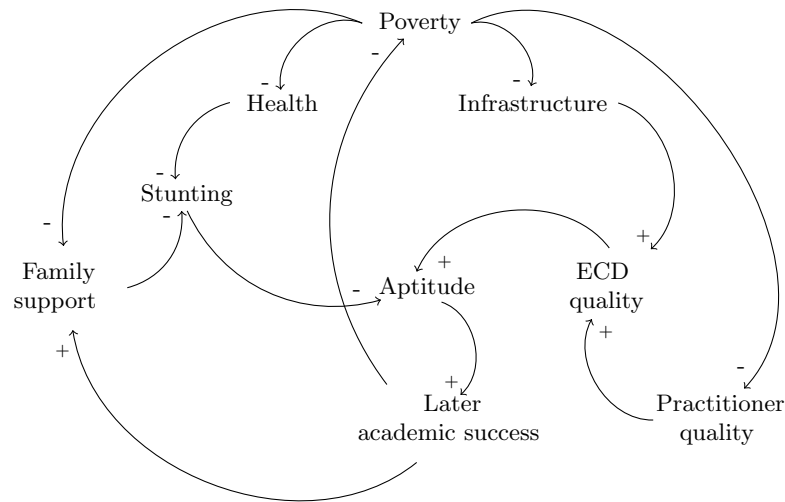 Poverty
-
-
-
Health
Infrastructure
-
Stunting
-
-
+
Family
support
Aptitude
+
ECD
quality
-
+
+
+
-
Later
academic success
Practitioner
quality